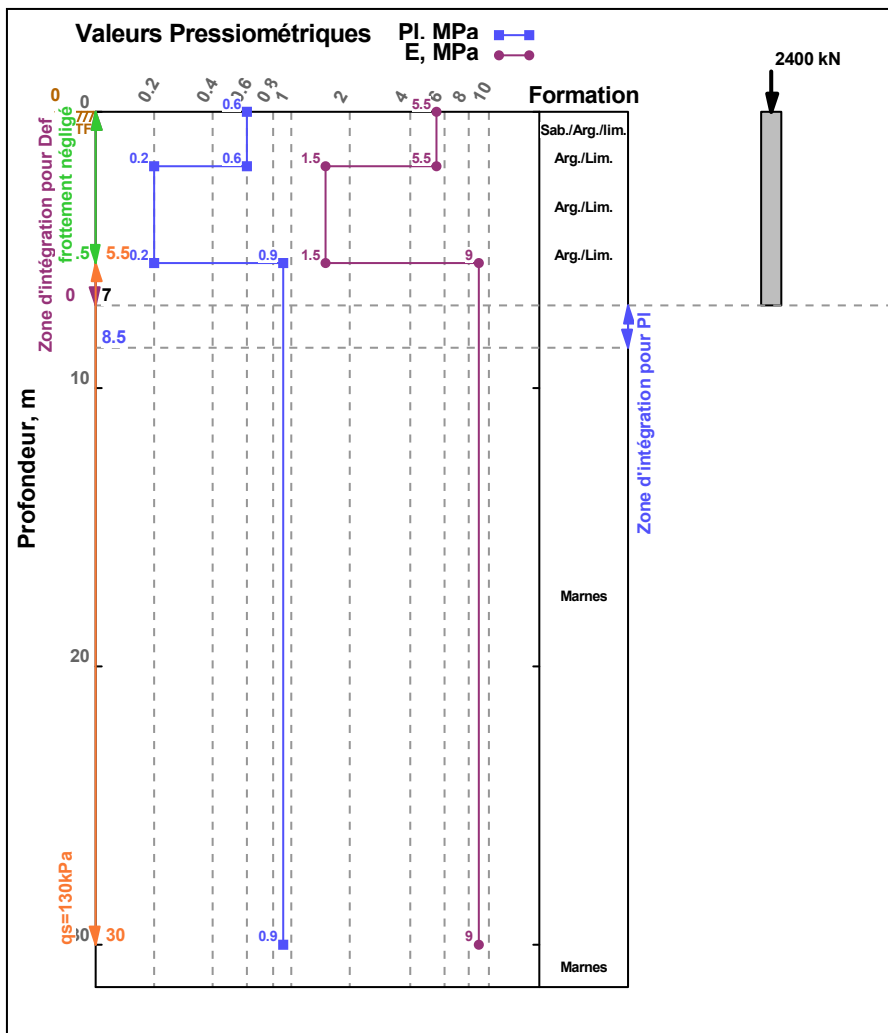 Valeurs Pressiométriques
Pl. MPa
E, MPa
2400 kN
Formation
0
0
0.2
0.4
0.6
0.8
1
2
4
6
8
10
TF
0.6
5.5
0.2
0.6
1.5
5.5
0.2
0.9
1.5
9
.5
5.5
0
7
8.5
10
20
30
30
0.9
9
Sab./Arg./lim.
Arg./Lim.
Arg./Lim.
Arg./Lim.
Marnes
Marnes
Zone d'intégration pour Def
frottement négligé
Profondeur, m
qs=130kPa
Zone d'intégration pour Pl